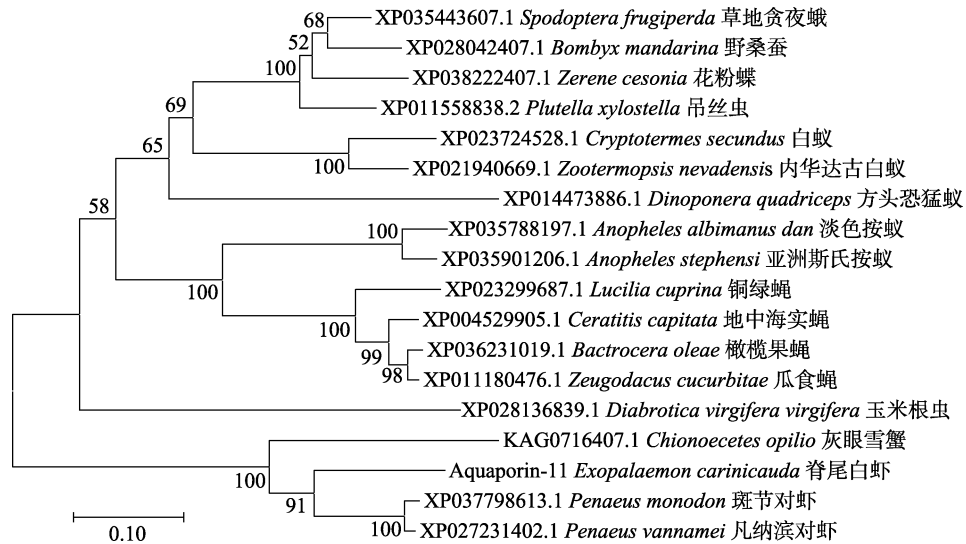 68 XP035443607.1 Spodoptera frugiperda 草地贪夜蛾
52 XP028042407.1 Bombyx mandarina 野桑蚕
100 XP038222407.1 Zerene cesonia 花粉蝶
69 XP011558838.2 Plutella xylostella 吊丝虫
65 XP023724528.1 Cryptotermes secundus 白蚁
100 XP021940669.1 Zootermopsis nevadensis 内华达古白蚁
XP014473886.1 Dinoponera quadriceps 方头恐猛蚁
58
100 XP035788197.1 Anopheles albimanus dan 淡色按蚊
XP035901206.1 Anopheles stephensi 亚洲斯氏按蚊
100 XP023299687.1 Lucilia cuprina 铜绿蝇
100 XP004529905.1 Ceratitis capitata 地中海实蝇
99 XP036231019.1 Bactrocera oleae 橄榄果蝇
98 XP011180476.1 Zeugodacus cucurbitae 瓜食蝇
XP028136839.1 Diabrotica virgifera virgifera 玉米根虫
KAG0716407.1 Chionoecetes opilio 灰眼雪蟹
100 Aquaporin-11 Exopalaemon carinicauda 脊尾白虾
91 XP037798613.1 Penaeus monodon 斑节对虾
100 XP027231402.1 Penaeus vannamei 凡纳滨对虾
0.10